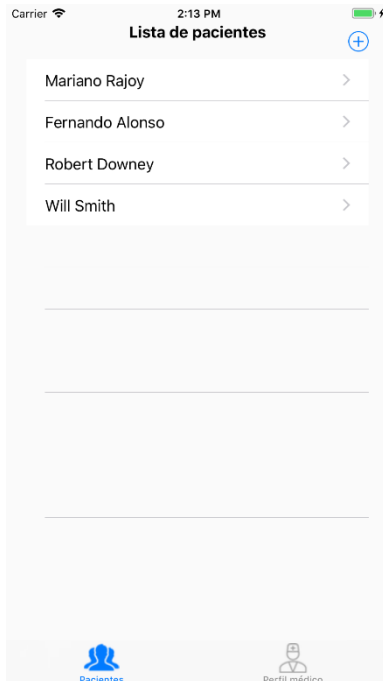 Carrier 2:13 PM
Lista de pacientes
Mariano Rajoy
Fernando Alonso
Robert Downey
Will Smith
Pacientes Perfil médico